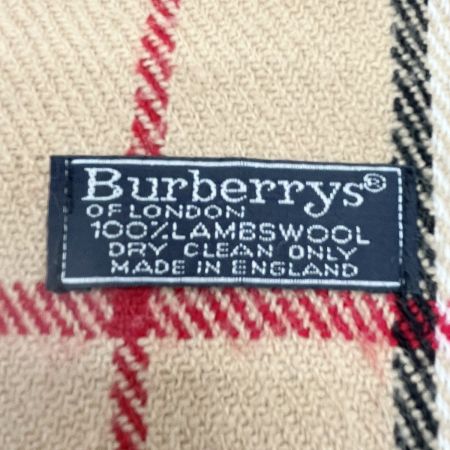 Burberrys®
OF LONDON
100% LAMBSWOOL
DRY CLEAN ONLY
MADE IN ENGLAND